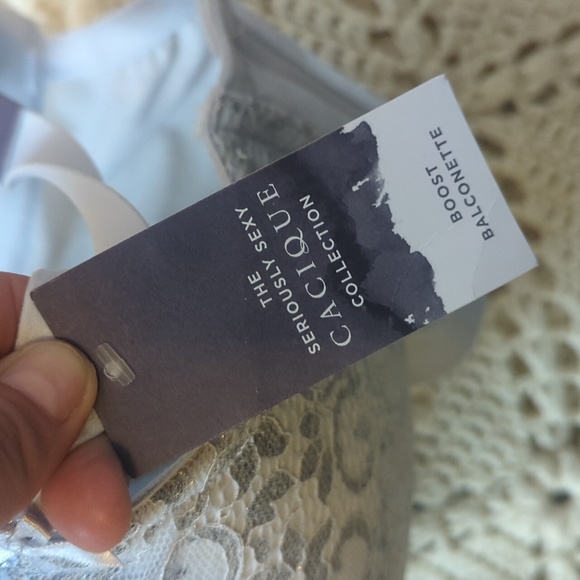 THE
SERIOUSLY SEXY
CACIQUE
COLLECTION
BOOST
BALCONETTE